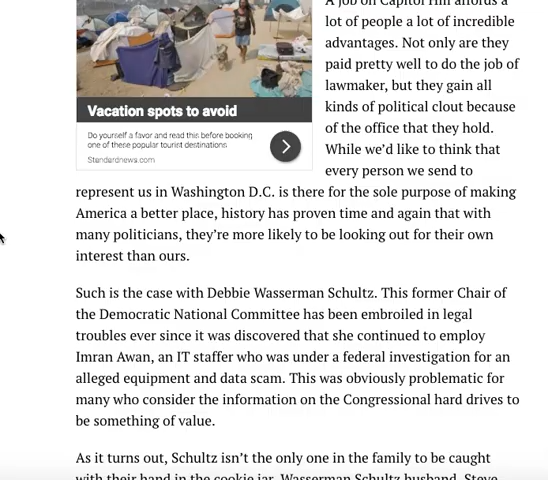 A job on Capitol Hill affords a
lot of people a lot of incredible
advantages. Not only are they
paid pretty well to do the job of
lawmaker, but they gain all
kinds of political clout because
of the office that they hold.
While we'd like to think that
every person we send to
Vacation spots to avoid
Do yourself a favor and read this before booking
one of these popular tourist destinations
Standardnews.com
represent us in Washington D.C. is there for the sole purpose of making
America a better place, history has proven time and again that with
many politicians, they're more likely to be looking out for their own
interest than ours.
Such is the case with Debbie Wasserman Schultz. This former Chair of
the Democratic National Committee has been embroiled in legal
troubles ever since it was discovered that she continued to employ
Imran Awan, an IT staffer who was under a federal investigation for an
alleged equipment and data scam. This was obviously problematic for
many who consider the information on the Congressional hard drives to
be something of value.
As it turns out, Schultz isn't the only one in the family to be caught
with their hand in the cookie jar. Wasserman Schultz husband, Steve